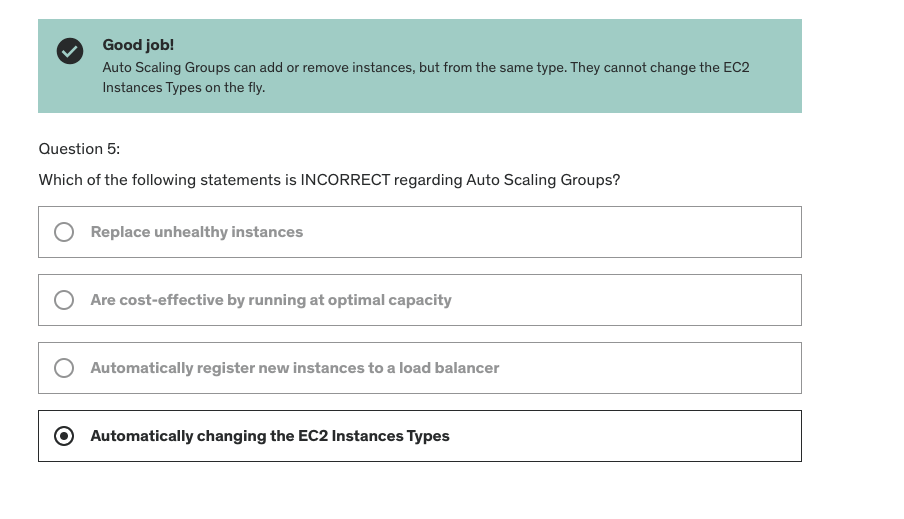 Good job!
Auto Scaling Groups can add or remove instances, but from the same type. They cannot change the EC2
Instances Types on the fly.
Question 5:
Which of the following statements is INCORRECT regarding Auto Scaling Groups?
Replace unhealthy instances
Are cost-effective by running at optimal capacity
Automatically register new instances to a load balancer
Automatically changing the EC2 Instances Types